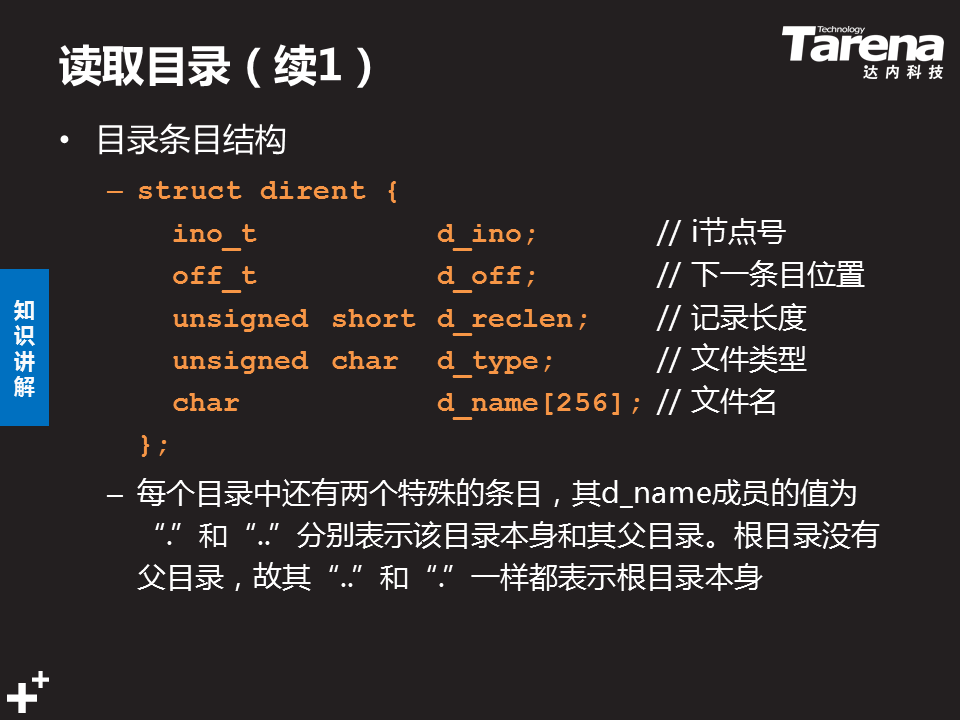 读取目录（续1）
Technology
Tarena
达内科技
• 目录条目结构
– struct dirent {
ino_t d_ino; // i节点号
off_t d_off; // 下一条目位置
unsigned short d_reclen; // 记录长度
unsigned char d_type; // 文件类型
char d_name[256]; // 文件名
};
– 每个目录中还有两个特殊的条目，其d_name成员的值为
“.”和“..”分别表示该目录本身和其父目录。根目录没有
父目录，故其“..”和“.”一样都表示根目录本身
知识讲解